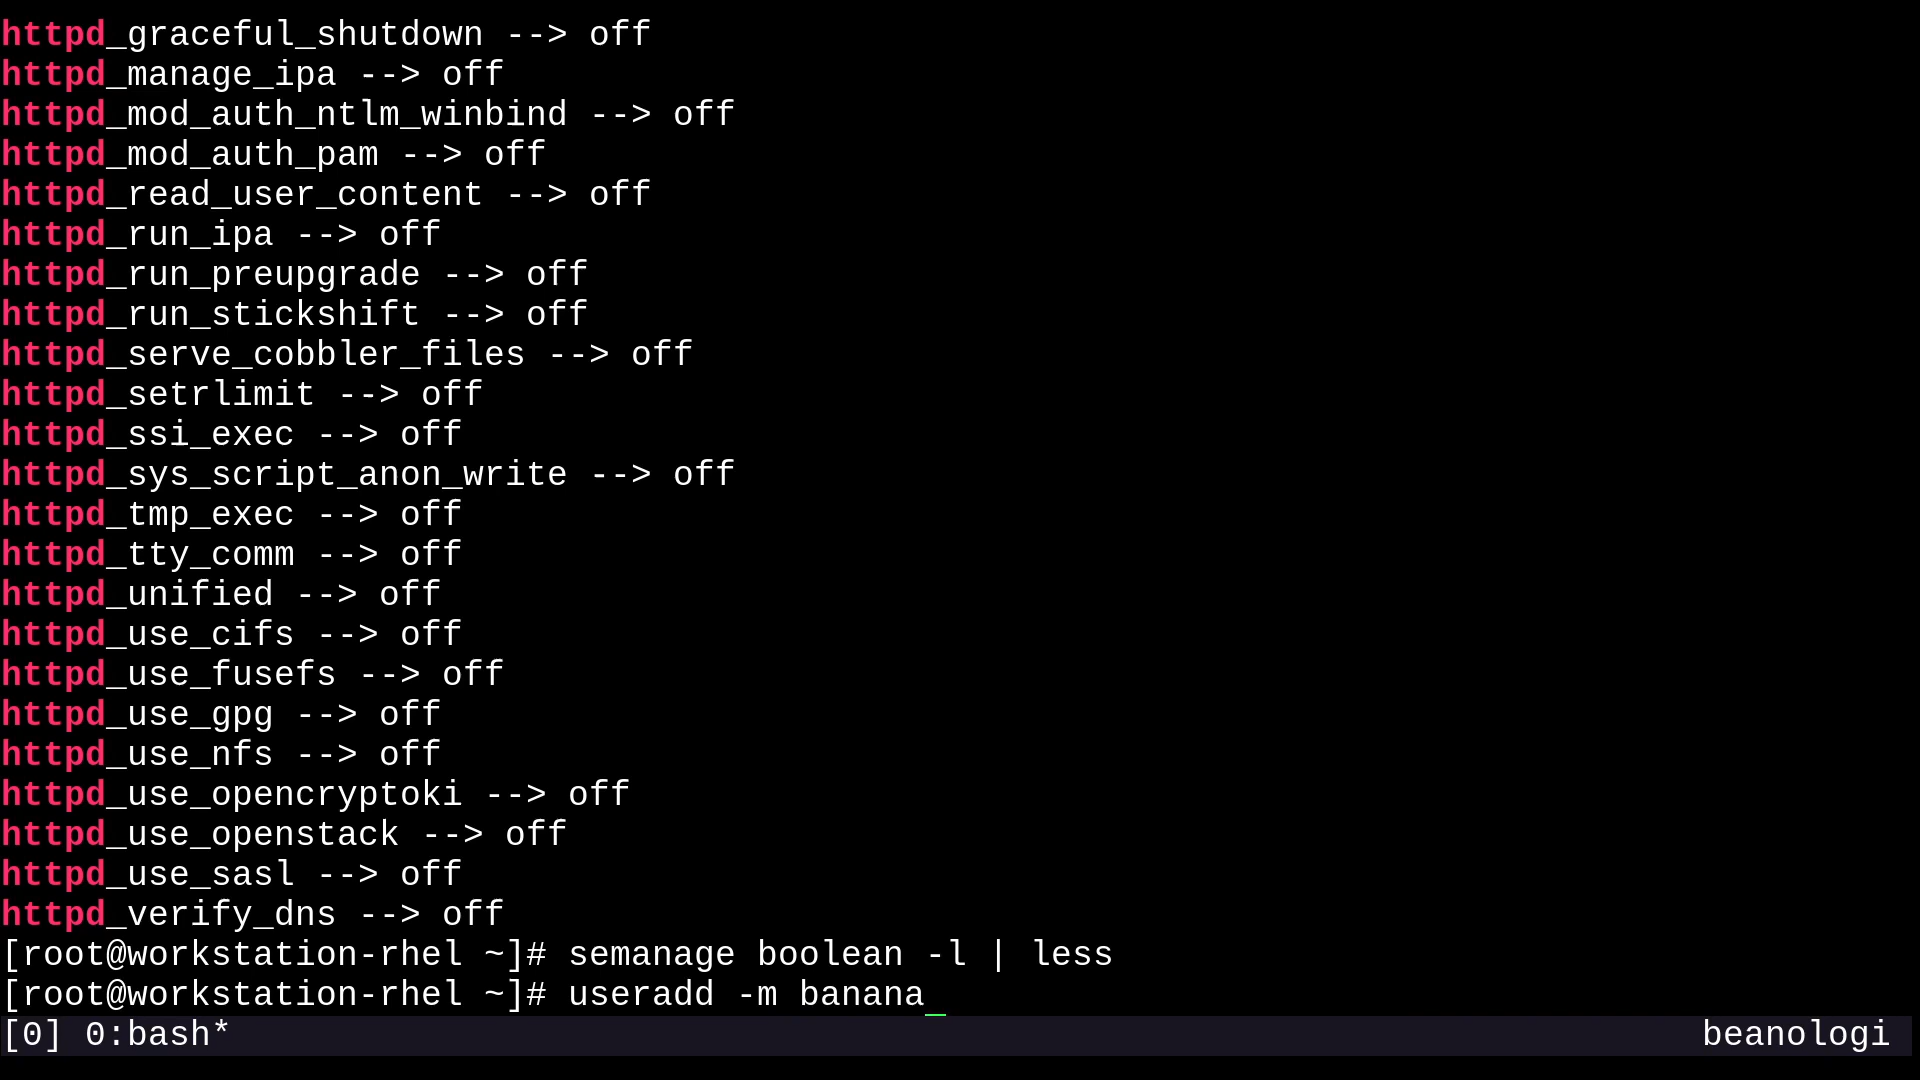 httpd_graceful_shutdown --> off
httpd_manage_ipa --> off
httpd_mod_auth_ntlm_winbind --> off
httpd_mod_auth_pam --> off
httpd_read_user_content --> off
httpd_run_ipa --> off
httpd_run_preupgrade --> off
httpd_run_stickshift --> off
httpd_serve_cobbler_files --> off
httpd_setrlimit --> off
httpd_ssi_exec --> off
httpd_sys_script_anon_write --> off
httpd_tmp_exec --> off
httpd_tty_comm --> off
httpd_unified --> off
httpd_use_cifs --> off
httpd_use_fusefs --> off
httpd_use_gpg --> off
httpd_use_nfs --> off
httpd_use_opencryptoki --> off
httpd_use_openstack --> off
httpd_use_sasl --> off
httpd_verify_dns --> off
[root@workstation-rhel ~]# semanage boolean -l | less
[root@workstation-rhel ~]# useradd -m banana
[0] 0:bash* beanologi